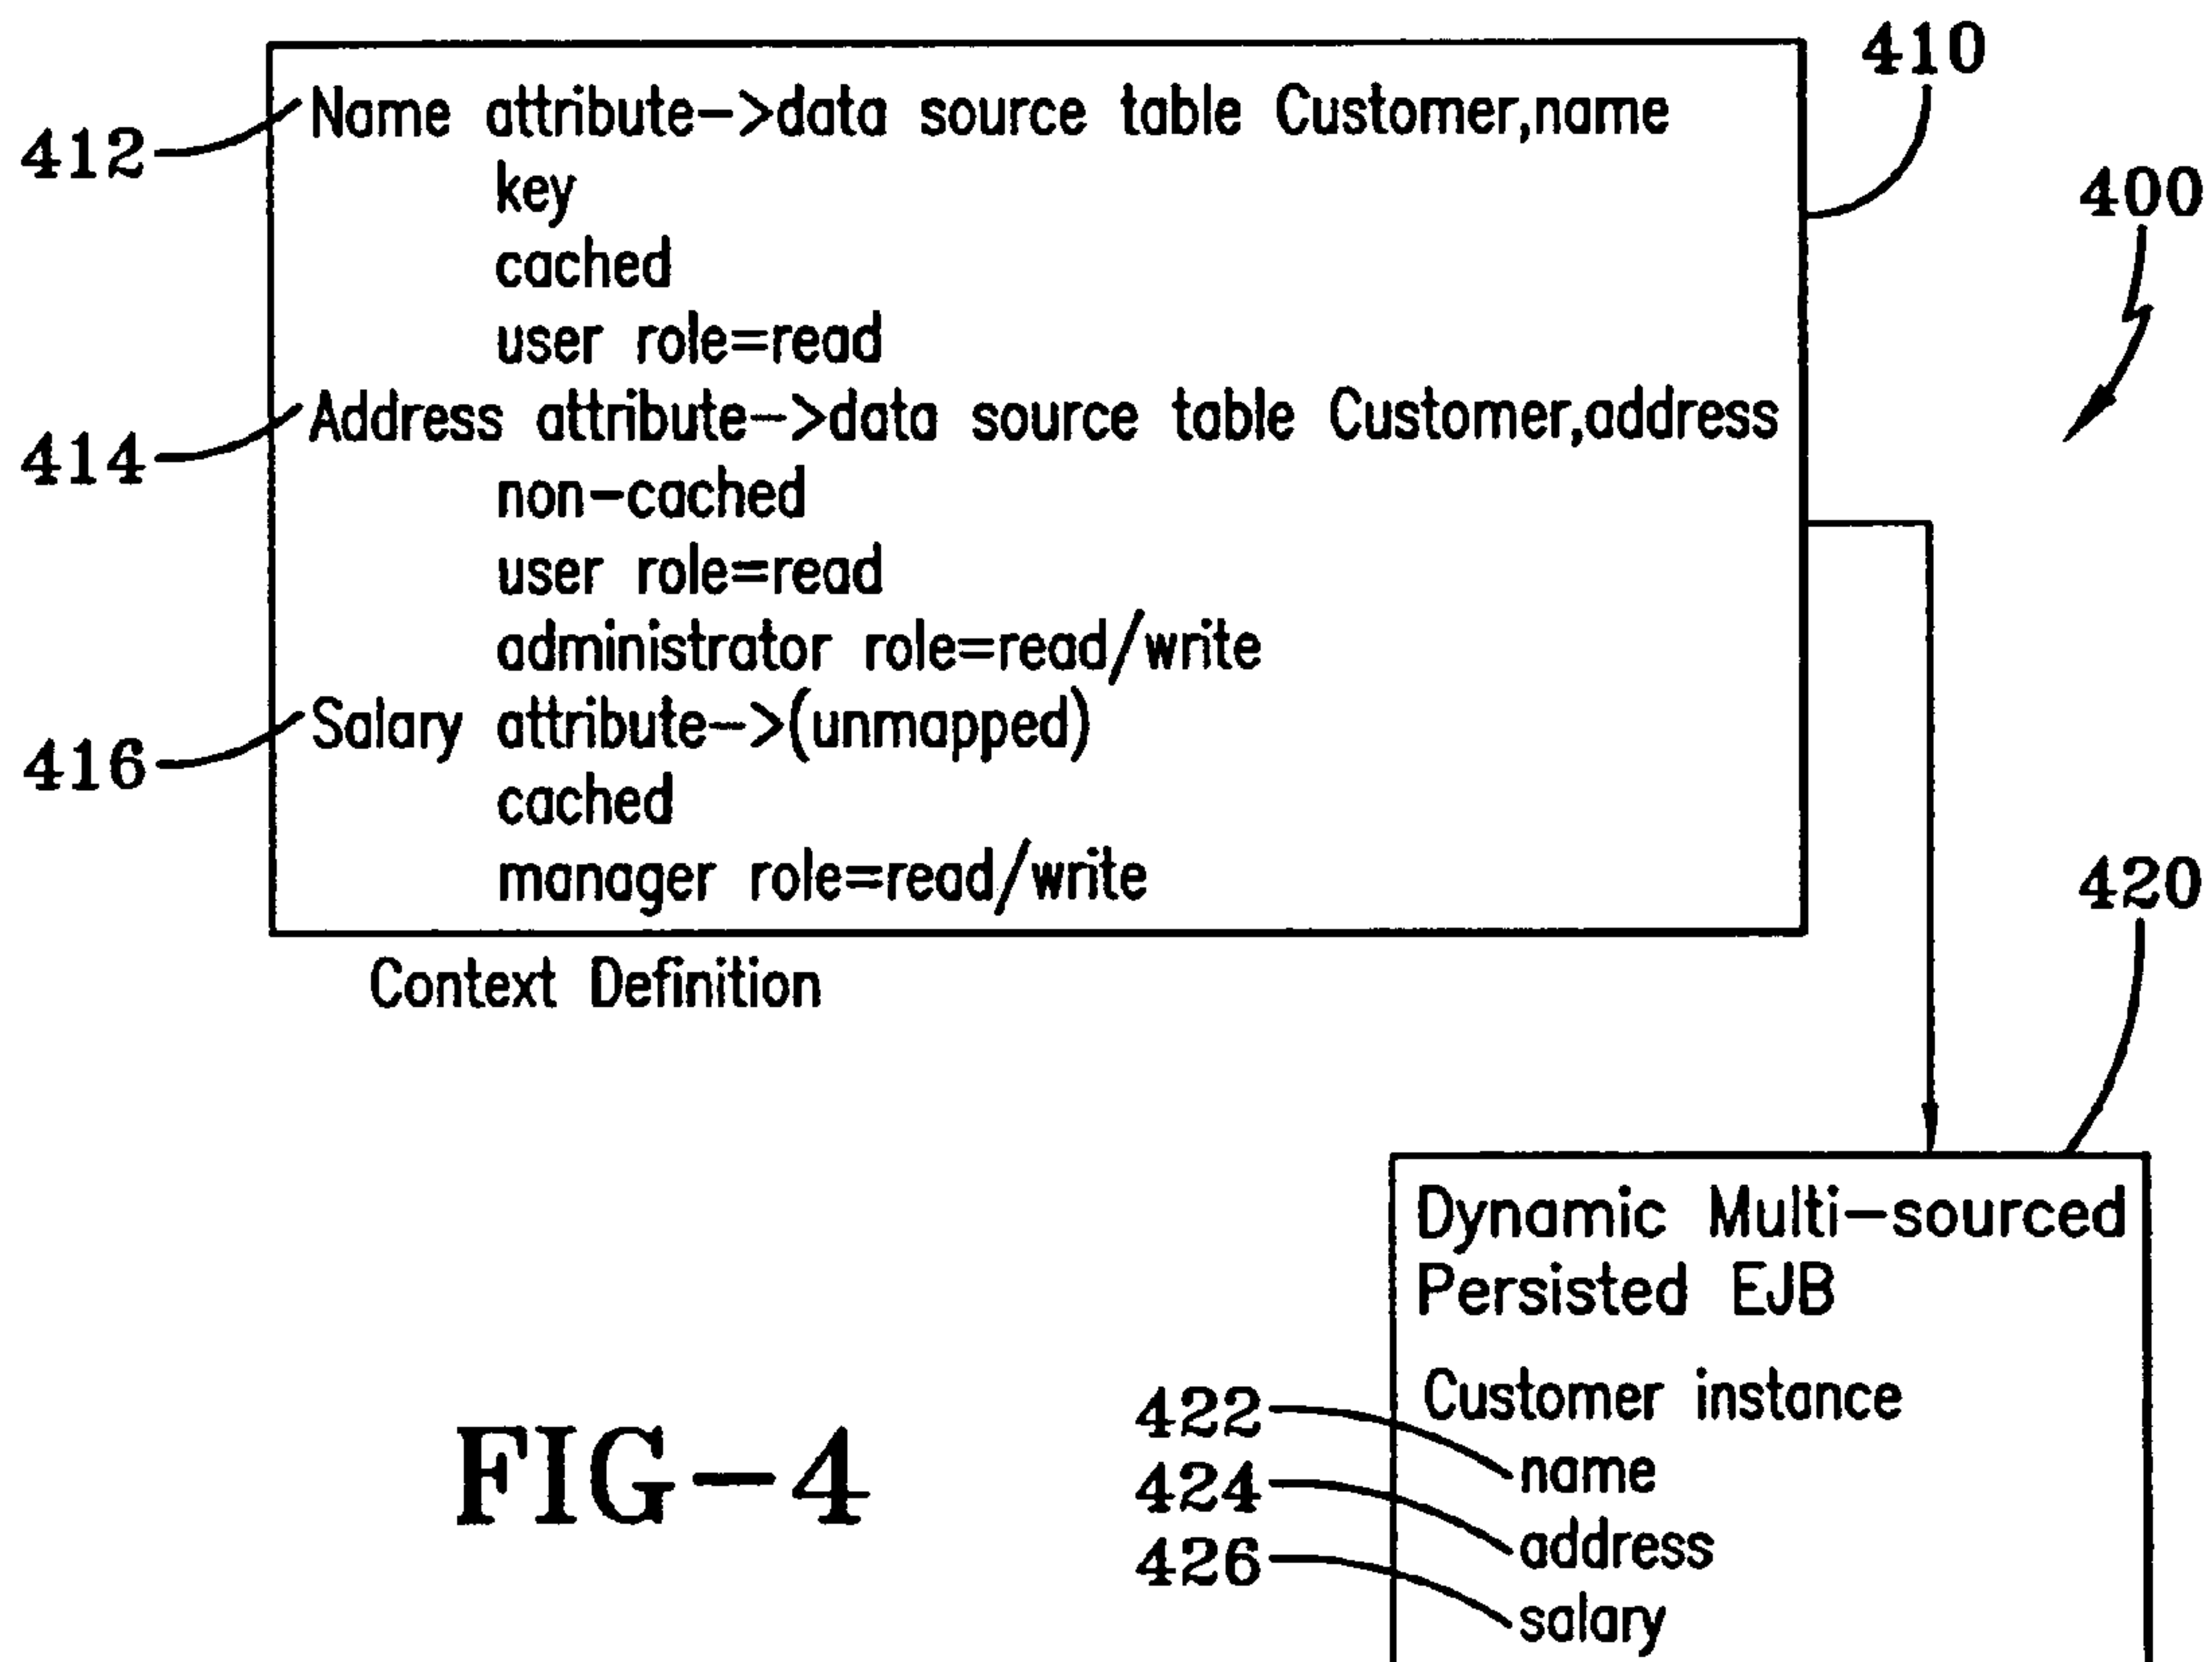 410
Name attribute->data source table Customer,name
412
key
400
cached
user role=read
Address attribute->data source table Customer,address
414
non-cached
user role=read
administrator role=read/write
Salary attribute->(unmapped)
416
cached
manager role=read/write
420
Context Definition
Dynamic Multi-sourced
Persisted EJB
Customer instance
422
name
424
address
426
salary
FIG-4